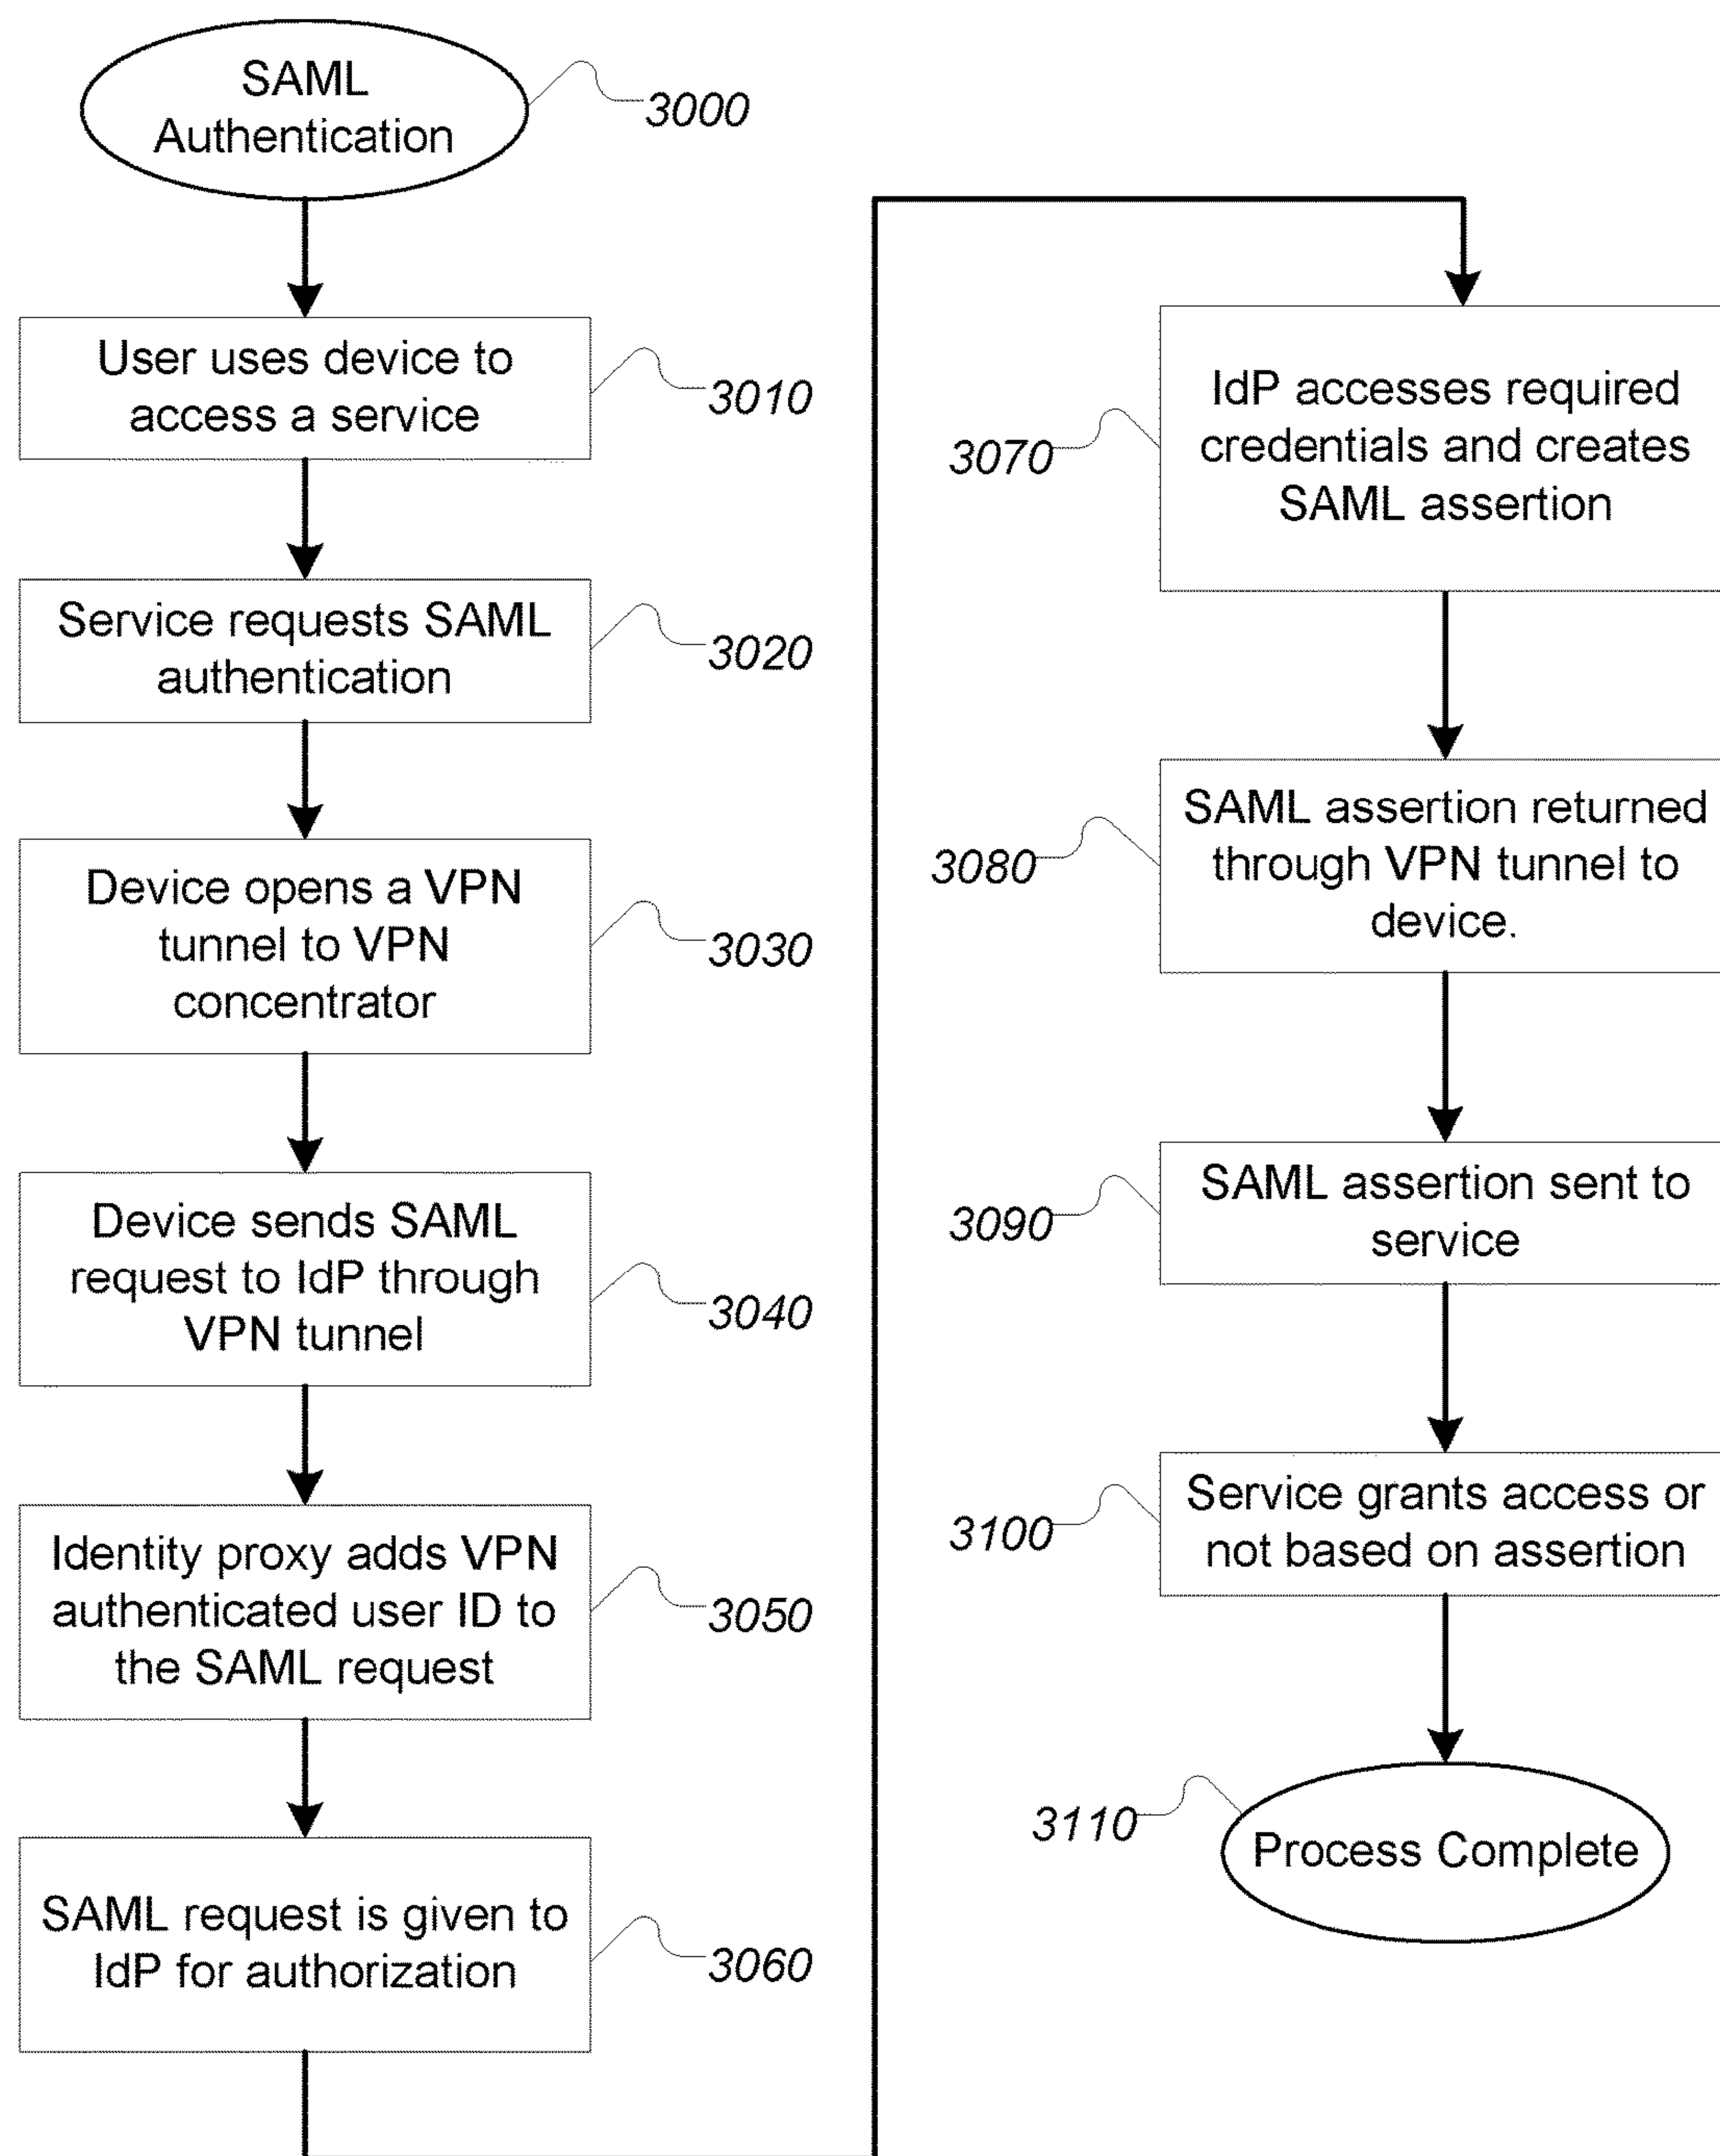 SAML
Authentication
3000
User uses device to
access a service
3010
Service requests SAML
authentication
3020
Device opens a VPN
tunnel to VPN
concentrator
3030
Device sends SAML
request to IdP through
VPN tunnel
3040
Identity proxy adds VPN
authenticated user ID to
the SAML request
3050
SAML request is given to
IdP for authorization
3060
IdP accesses required
credentials and creates
SAML assertion
3070
SAML assertion returned
through VPN tunnel to
device.
3080
SAML assertion sent to
service
3090
Service grants access or
not based on assertion
3100
Process Complete
3110